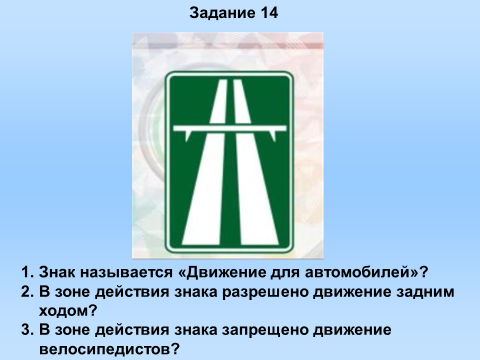 Задание 14
1. Знак называется «Движение для автомобилей»?
2. В зоне действия знака разрешено движение задним
ходом?
3. В зоне действия знака запрещено движение
велосипедистов?